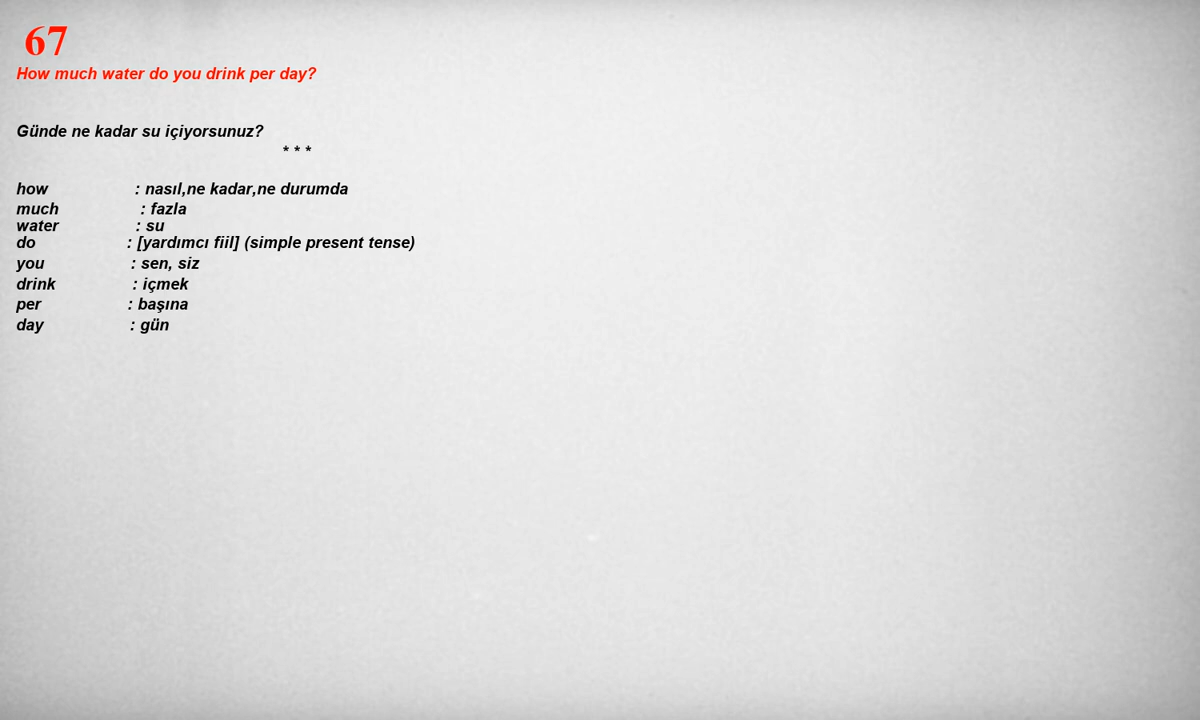 67
How much water do you drink per day?
Günde ne kadar su içiyorsunuz?
* * *
how : nasıl,ne kadar,ne durumda
much : fazla
water : su
do : [yardımcı fiil] (simple present tense)
you : sen, siz
drink : içmek
per : başına
day : gün